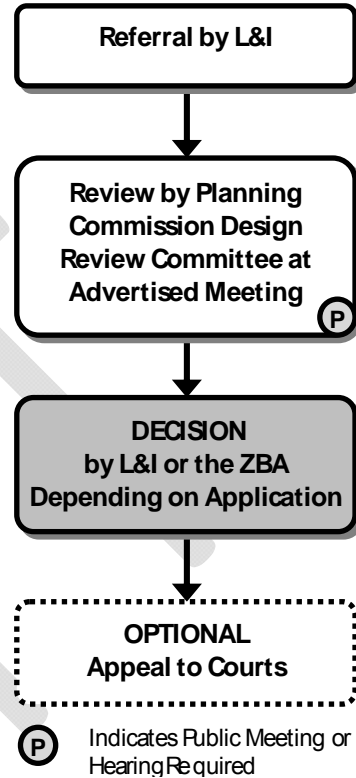 Referral by L&I
Review by Planning
Commission Design
Review Committee at
Advertised Meeting
P
DECISION
by L&I or the ZBA
Depending on Application
OPTIONAL
Appeal to Courts
P Indicates Public Meeting or
Hearing Required